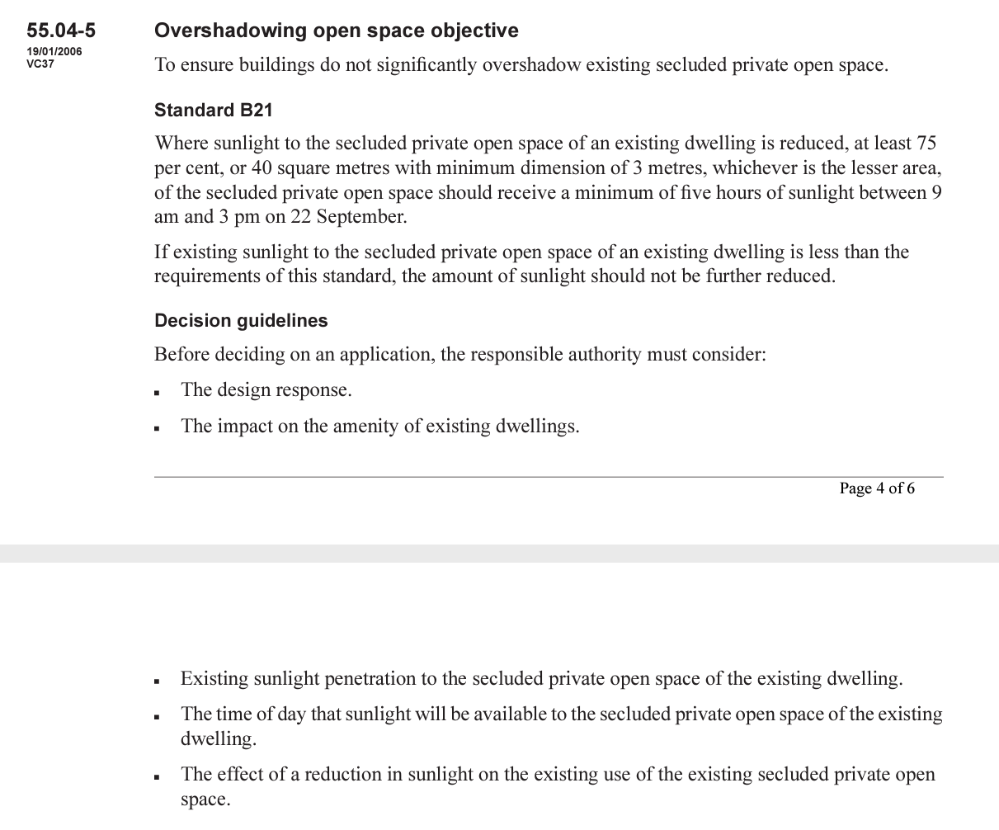 55.04-5
19/01/2006
VC37
Overshadowing open space objective
To ensure buildings do not significantly overshadow existing secluded private open space.
Standard B21
Where sunlight to the secluded private open space of an existing dwelling is reduced, at least 75
per cent, or 40 square metres with minimum dimension of 3 metres, whichever is the lesser area,
of the secluded private open space should receive a minimum of five hours of sunlight between 9
am and 3 pm on 22 September.
If existing sunlight to the secluded private open space of an existing dwelling is less than the
requirements of this standard, the amount of sunlight should not be further reduced.
Decision guidelines
Before deciding on an application, the responsible authority must consider:
▪ The design response.
▪ The impact on the amenity of existing dwellings.
Page 4 of 6
▪ Existing sunlight penetration to the secluded private open space of the existing dwelling.
▪ The time of day that sunlight will be available to the secluded private open space of the existing
dwelling.
▪ The effect of a reduction in sunlight on the existing use of the existing secluded private open
space.